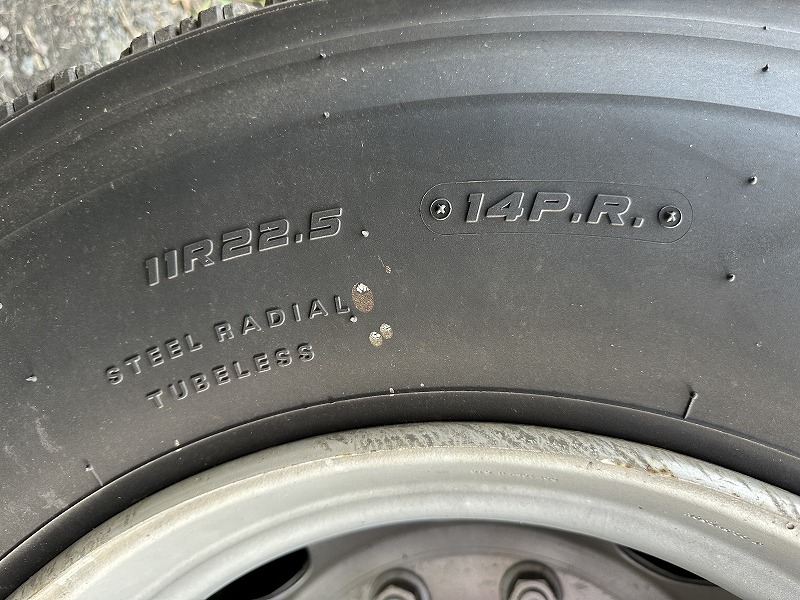 11R22.5
14P.R.
STEEL RADIAL
TUBELESS